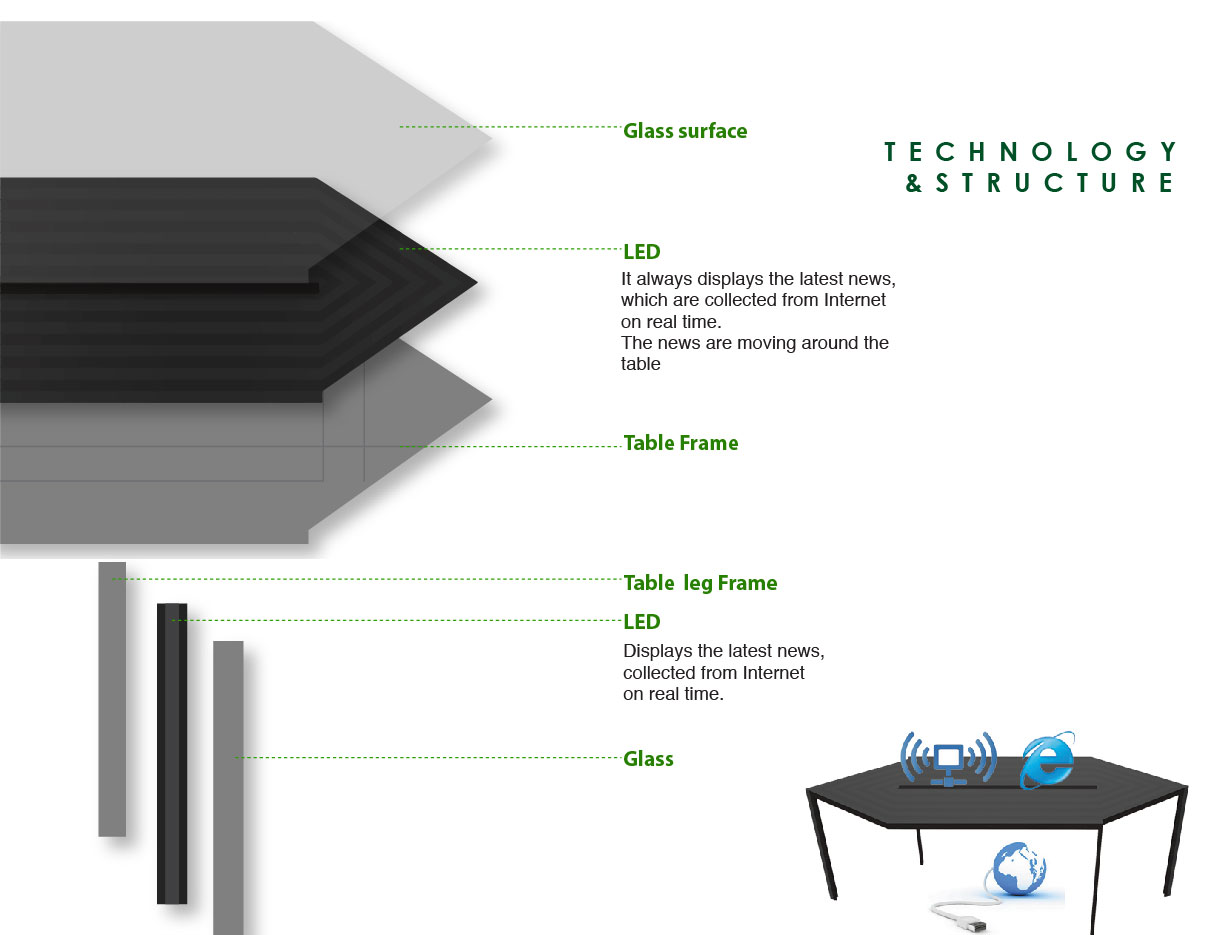 Glass surface
TECHNOLOGY
& STRUCTURE
LED
It always displays the latest news,
which are collected from Internet
on real time.
The news are moving around the
table
Table Frame
Table leg Frame
LED
Displays the latest news,
collected from Internet
on real time.
Glass